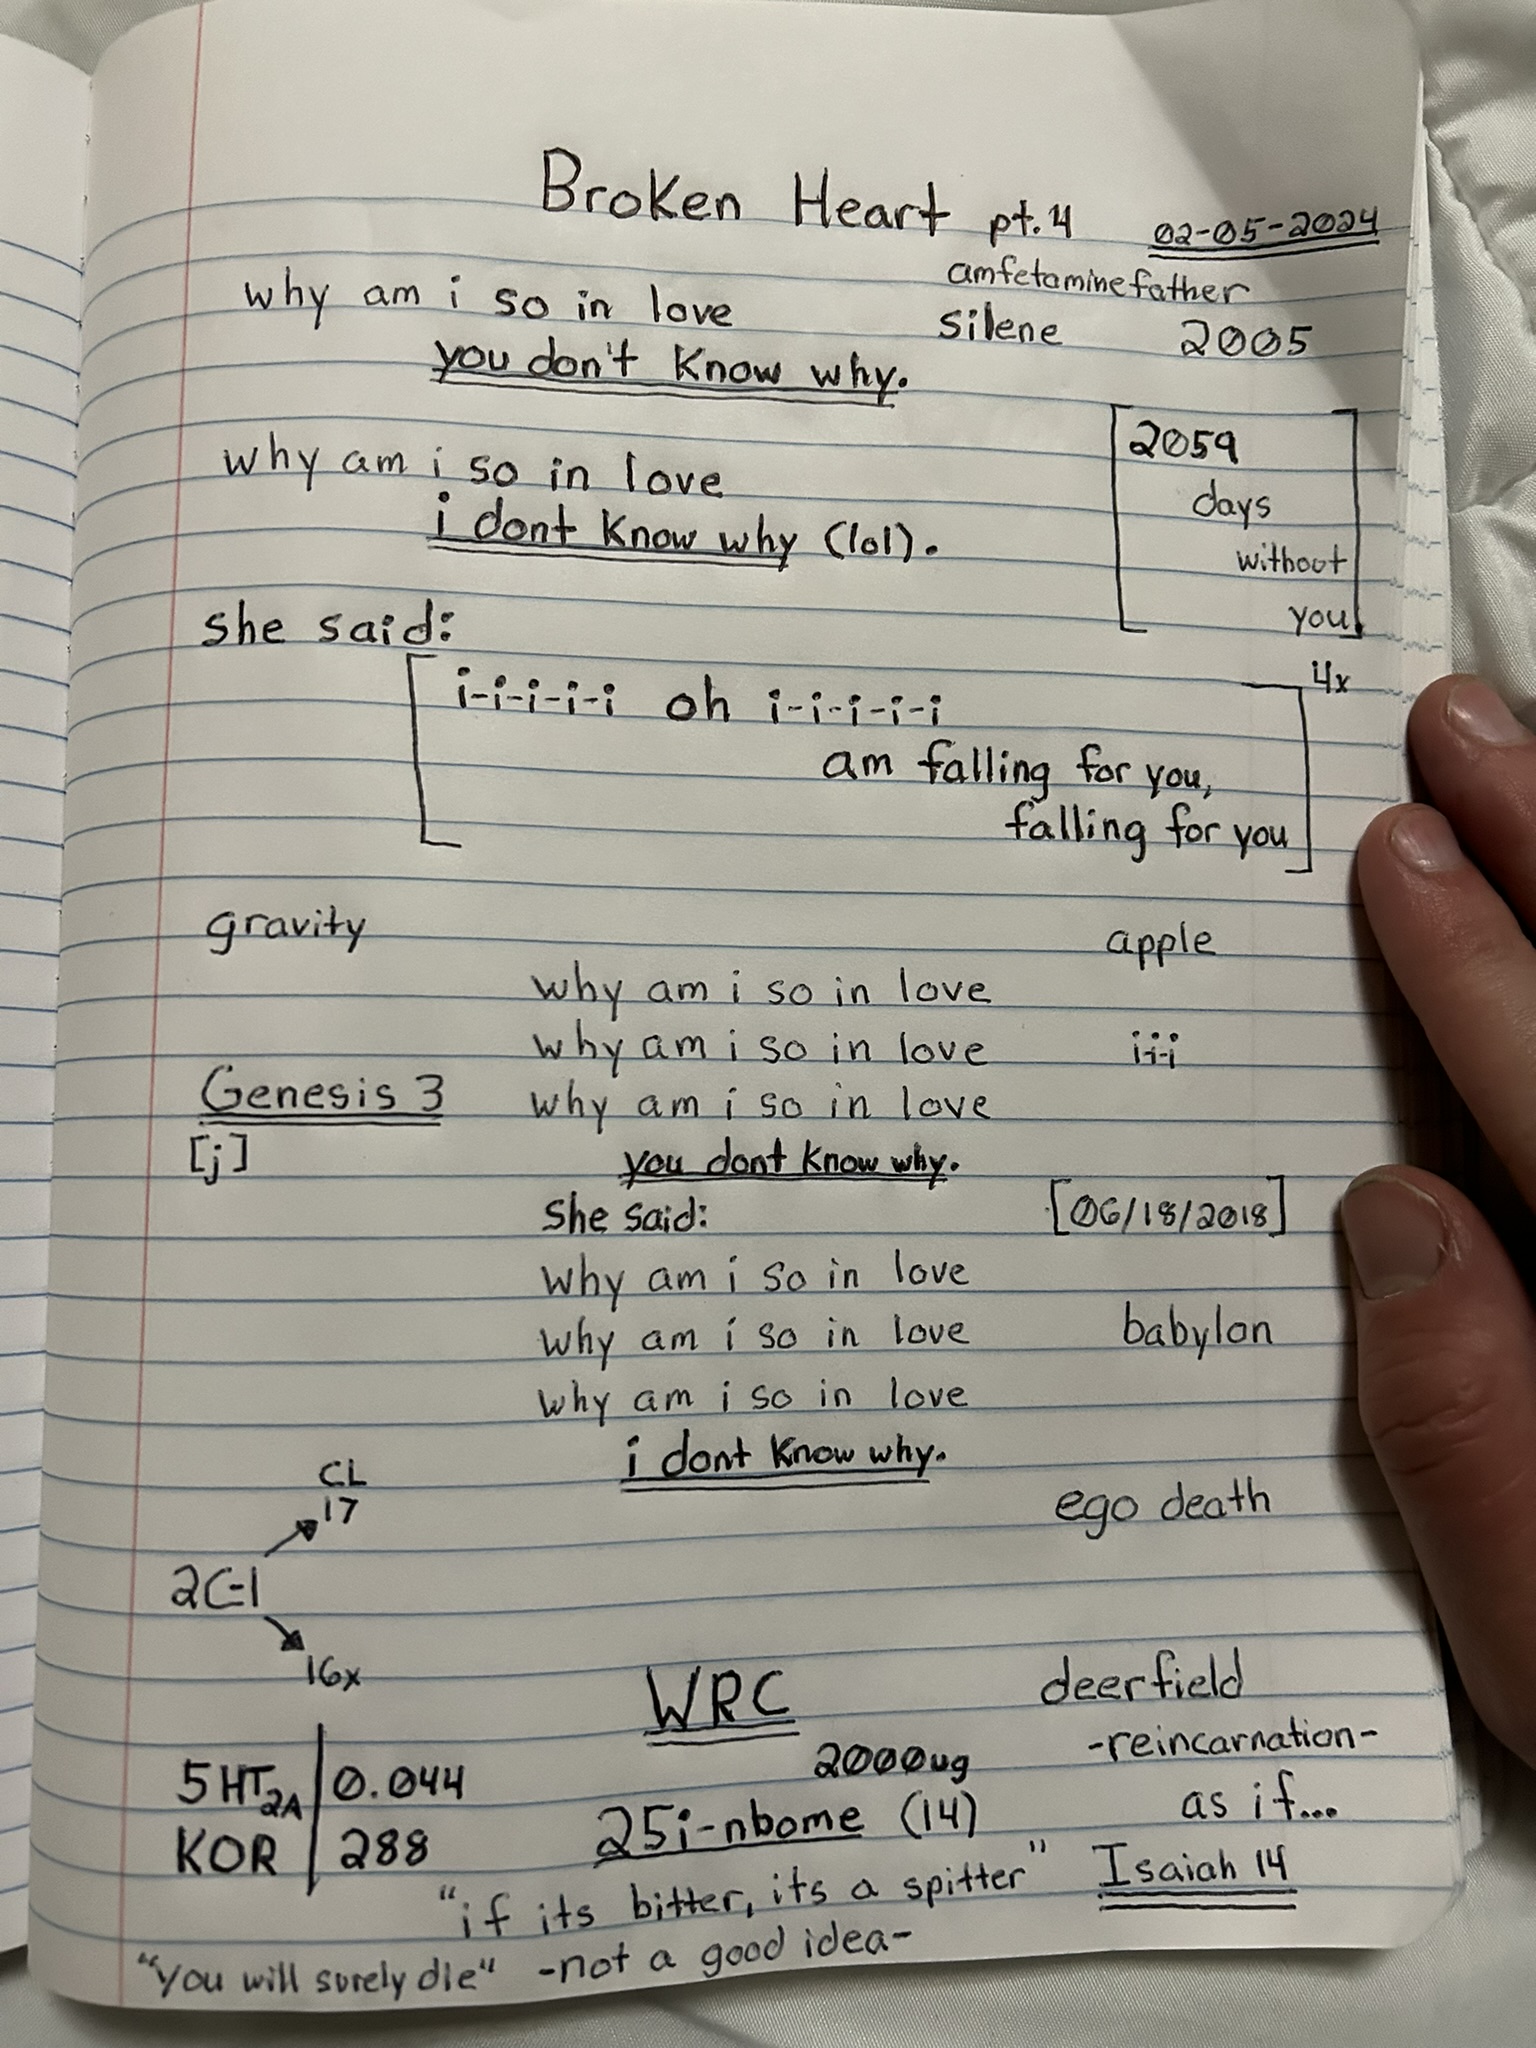 Broken Heart pt.4 02-05-2024
amfetaminefather
why am i so in love silene 2005
you don't know why.
[2059
why am i so in love days
i dont know why (lol). without
you]
she said:
[i-i-i-i-i oh i-i-i-i-i 4x
am falling for you,
falling for you]
gravity apple
why am i so in love
why am i so in love i-i-i
Genesis 3 why am i so in love
[j] you dont know why.
She said: [06/18/2018]
why am i so in love
why am i so in love babylon
why am i so in love
i dont know why.
CL
17 ego death
2C-I
16x
WRC deerfield
-reincarnation-
5HT2A | 0.044 2000ug as if...
KOR | 288 25i-nbome (14)
"if its bitter, its a spitter" Isaiah 14
"you will surely die" -not a good idea-